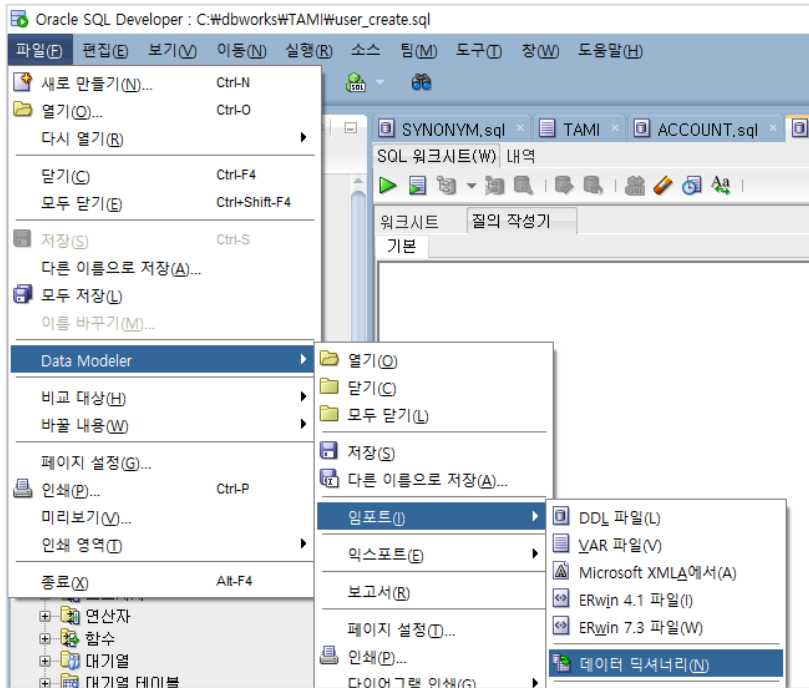 Oracle SQL Developer : C:₩dbworks₩TAMI₩user_create.sql
파일(F) 편집(E) 보기(V) 이동(N) 실행(R) 소스 팀(M) 도구(T) 창(W) 도움말(H)
새로 만들기(N)... Ctrl-N
열기(O)... Ctrl-O
다시 열기(R)
닫기(C) Ctrl-F4
모두 닫기(E) Ctrl+Shift-F4
저장(S) Ctrl-S
다른 이름으로 저장(A)...
모두 저장(L)
이름 바꾸기(M)...
Data Modeler
비교 대상(H)
바꿀 내용(W)
페이지 설정(G)...
인쇄(P)... Ctrl-P
미리보기(V)...
인쇄 영역(T)
종료(X) Alt-F4
연산자
함수
대기열
대기열 테이블
SQL
SYNONYM.sql TAMI ACCOUNT.sql
SQL 워크시트(W) 내역
워크시트 질의 작성기
기본
열기(O)
닫기(C)
모두 닫기(L)
저장(S)
다른 이름으로 저장(A)...
임포트(I)
익스포트(E)
보고서(R)
페이지 설정(T)...
인쇄(P)...
다이어그램 인쇄(G)
DDL 파일(L)
VAR 파일(V)
Microsoft XMLA에서(A)
ERwin 4.1 파일(I)
ERwin 7.3 파일(W)
데이터 딕셔너리(N)